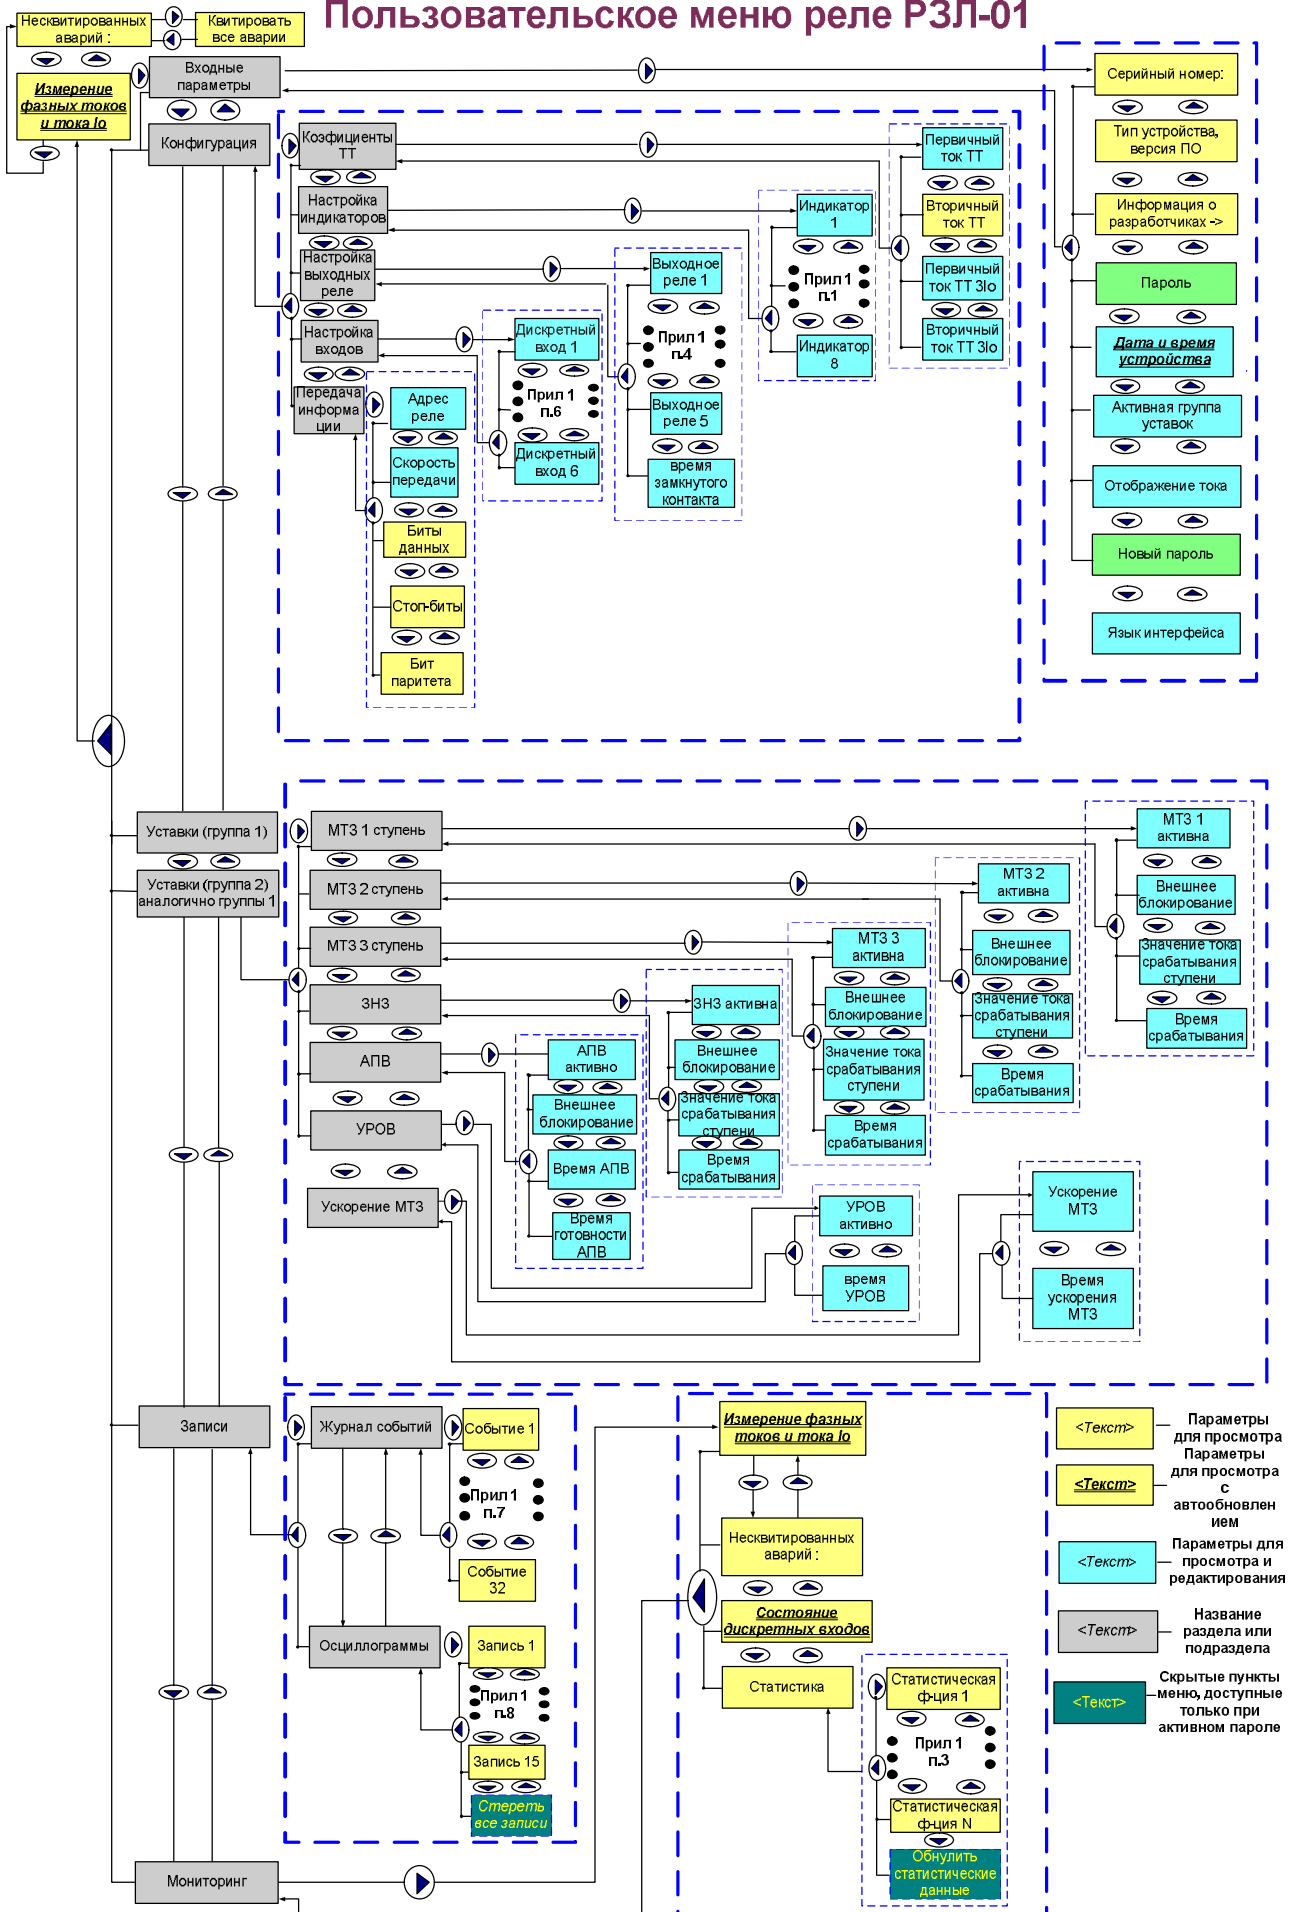 Пользовательское меню реле РЗЛ-01
Несквитированных
аварий :
Квитировать
все аварии
Измерение
фазных токов
и тока Io
Входные
параметры
Конфигурация
Серийный номер:
Тип устройства,
версия ПО
Информация о
разработчиках ->
Пароль
Дата и время
устройства
Активная группа
уставок
Отображение тока
Новый пароль
Язык интерфейса
Коэфициенты
ТТ
Настройка
индикаторов
Настройка
выходных
реле
Настройка
входов
Передача
информа
ции
Первичный
ток ТТ
Вторичный
ток ТТ
Первичный
ток ТТ 3Io
Вторичный
ток ТТ 3Io
Индикатор
1
Прил 1
п.1
Индикатор
8
Выходное
реле 1
Прил 1
п.4
Выходное
реле 5
время
замкнутого
контакта
Дискретный
вход 1
Прил 1
п.6
Дискретный
вход 6
Адрес
реле
Скорость
передачи
Биты
данных
Стоп-биты
Бит
паритета
Уставки (группа 1)
Уставки (группа 2)
аналогично группы 1
МТЗ 1 ступень
МТЗ 2 ступень
МТЗ 3 ступень
ЗНЗ
АПВ
УРОВ
Ускорение МТЗ
МТЗ 1
активна
Внешнее
блокирование
Значение тока
срабатывания
ступени
Время
срабатывания
МТЗ 2
активна
Внешнее
блокирование
Значение тока
срабатывания
ступени
Время
срабатывания
МТЗ 3
активна
Внешнее
блокирование
Значение тока
срабатывания
ступени
Время
срабатывания
ЗНЗ активна
Внешнее
блокирование
Значение тока
срабатывания
ступени
Время
срабатывания
АПВ
активно
Внешнее
блокирование
Время АПВ
Время
готовности
АПВ
УРОВ
активно
время
УРОВ
Ускорение
МТЗ
Время
ускорения
МТЗ
Записи
Журнал событий
Событие 1
Прил 1
п.7
Событие
32
Осциллограммы
Запись 1
Прил 1
п.8
Запись 15
Стереть
все записи
Мониторинг
Измерение фазных
токов и тока Io
Несквитированных
аварий :
Состояние
дискретных входов
Статистика
Статистическая
ф-ция 1
Прил 1
п.3
Статистическая
ф-ция N
Обнулить
статистические
данные
<Текст>
Параметры
для просмотра
<Текст>
Параметры
для просмотра
с
автообновлен
ием
<Текст>
Параметры для
просмотра и
редактирования
<Текст>
Название
раздела или
подраздела
<Текст>
Скрытые пункты
меню, доступные
только при
активном пароле